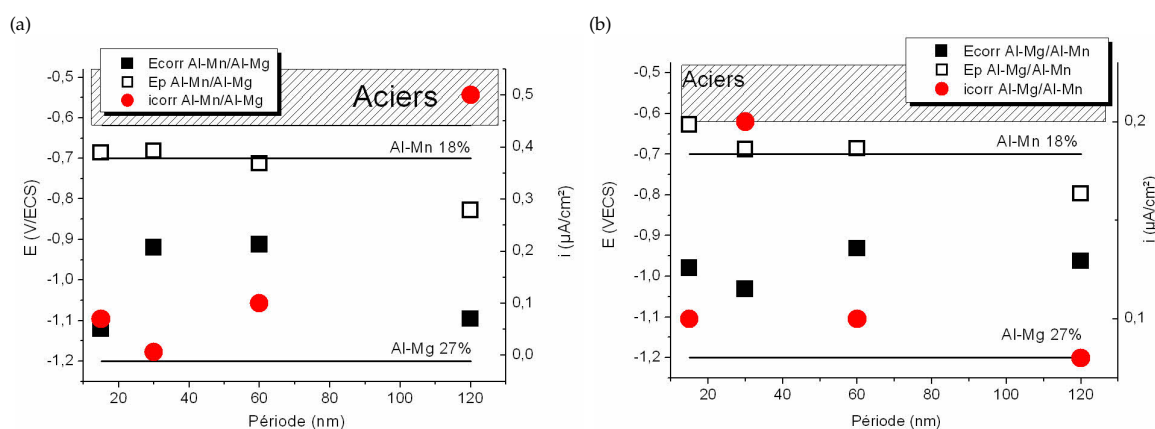 (a)
Ecorr Al-Mn/Al-Mg
Ep Al-Mn/Al-Mg
icorr Al-Mn/Al-Mg
Aciers
Al-Mn 18%
Al-Mg 27%
E (V/ECS)
-0,5
-0,6
-0,7
-0,8
-0,9
-1,0
-1,1
-1,2
i (µA/cm²)
0,5
0,4
0,3
0,2
0,1
0,0
20 40 60 80 100 120
Période (nm)
(b)
Ecorr Al-Mg/Al-Mn
Ep Al-Mg/Al-Mn
icorr Al-Mg/Al-Mn
Aciers
Al-Mn 18%
Al-Mg 27%
E (VECS)
-0,5
-0,6
-0,7
-0,8
-0,9
-1,0
-1,1
-1,2
i (µA/cm²)
0,2
0,1
20 40 60 80 100 120
Période (nm)